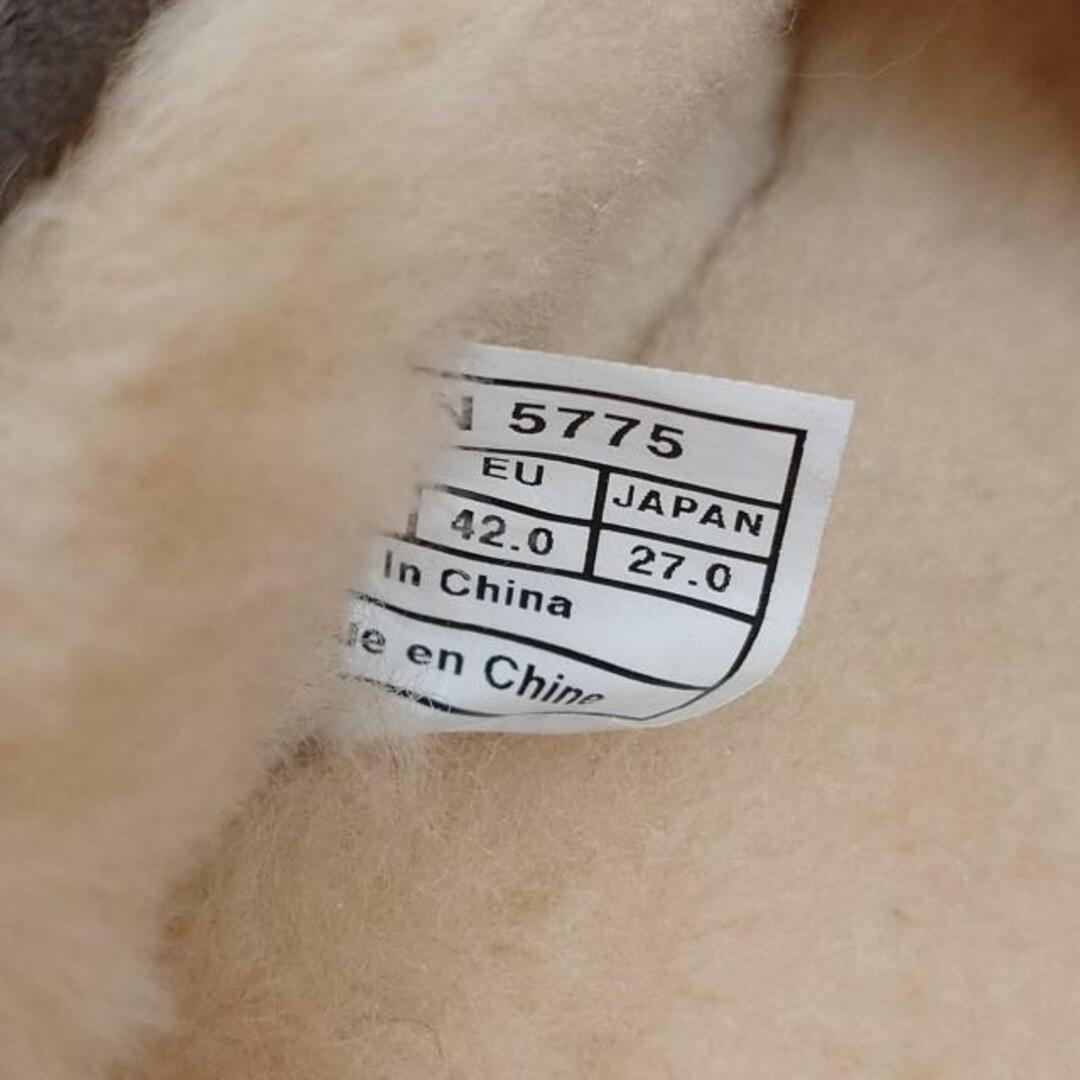 N 5775
EU JAPAN
42.0 27.0
In China
en Chine